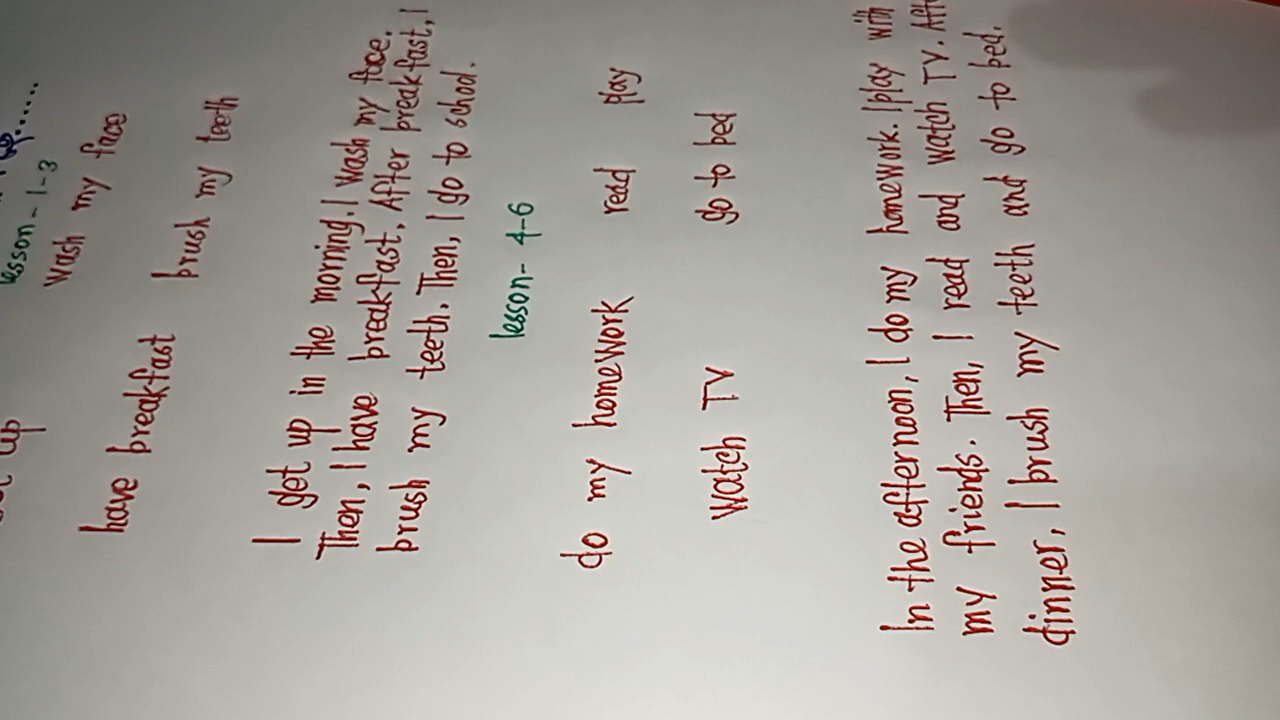 lesson - 1-3
up wash my face
have breakfast brush my teeth
I get up in the morning. I wash my face.
Then, I have breakfast. After breakfast, I
brush my teeth. Then, I go to school.
lesson- 4-6
do my homework read play
watch TV go to bed
In the afternoon, I do my homework. I play with
my friends. Then, I read and watch TV.
dinner, I brush my teeth and go to bed.